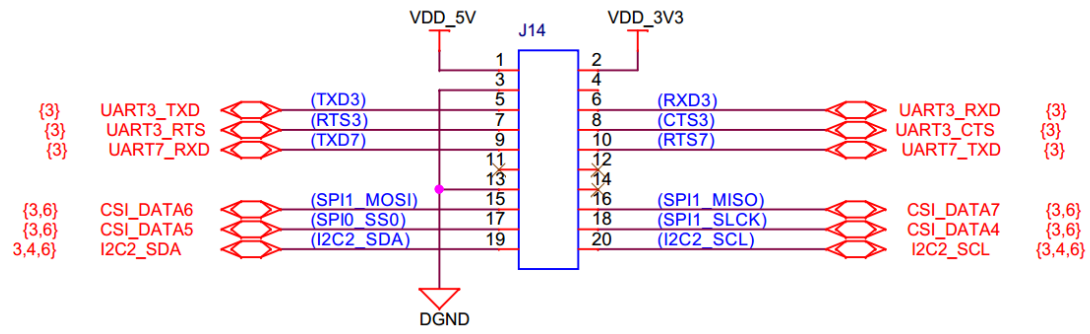 VDD_5V VDD_3V3
J14
1 2
3 4
{3} UART3_TXD (TXD3) 5 6 (RXD3) UART3_RXD {3}
{3} UART3_RTS (RTS3) 7 8 (CTS3) UART3_CTS {3}
{3} UART7_RXD (TXD7) 9 10 (RTS7) UART7_TXD {3}
11 12
13 14
{3,6} CSI_DATA6 (SPI1_MOSI) 15 16 (SPI1_MISO) CSI_DATA7 {3,6}
{3,6} CSI_DATA5 (SPI0_SS0) 17 18 (SPI1_SLCK) CSI_DATA4 {3,6}
3,4,6} I2C2_SDA (I2C2_SDA) 19 20 (I2C2_SCL) I2C2_SCL {3,4,6}
DGND